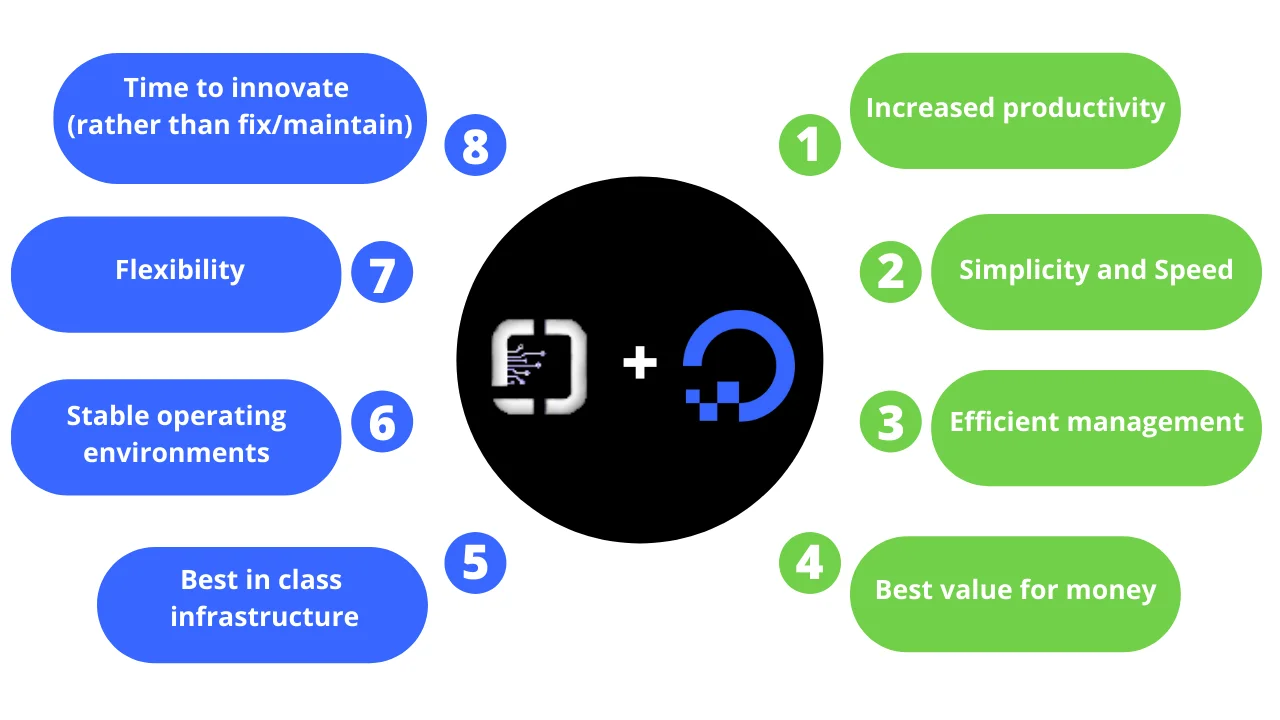 1
Increased productivity
2
Simplicity and Speed
3
Efficient management
4
Best value for money
5
Best in class
infrastructure
6
Stable operating
environments
7
Flexibility
8
Time to innovate
(rather than fix/maintain)
+